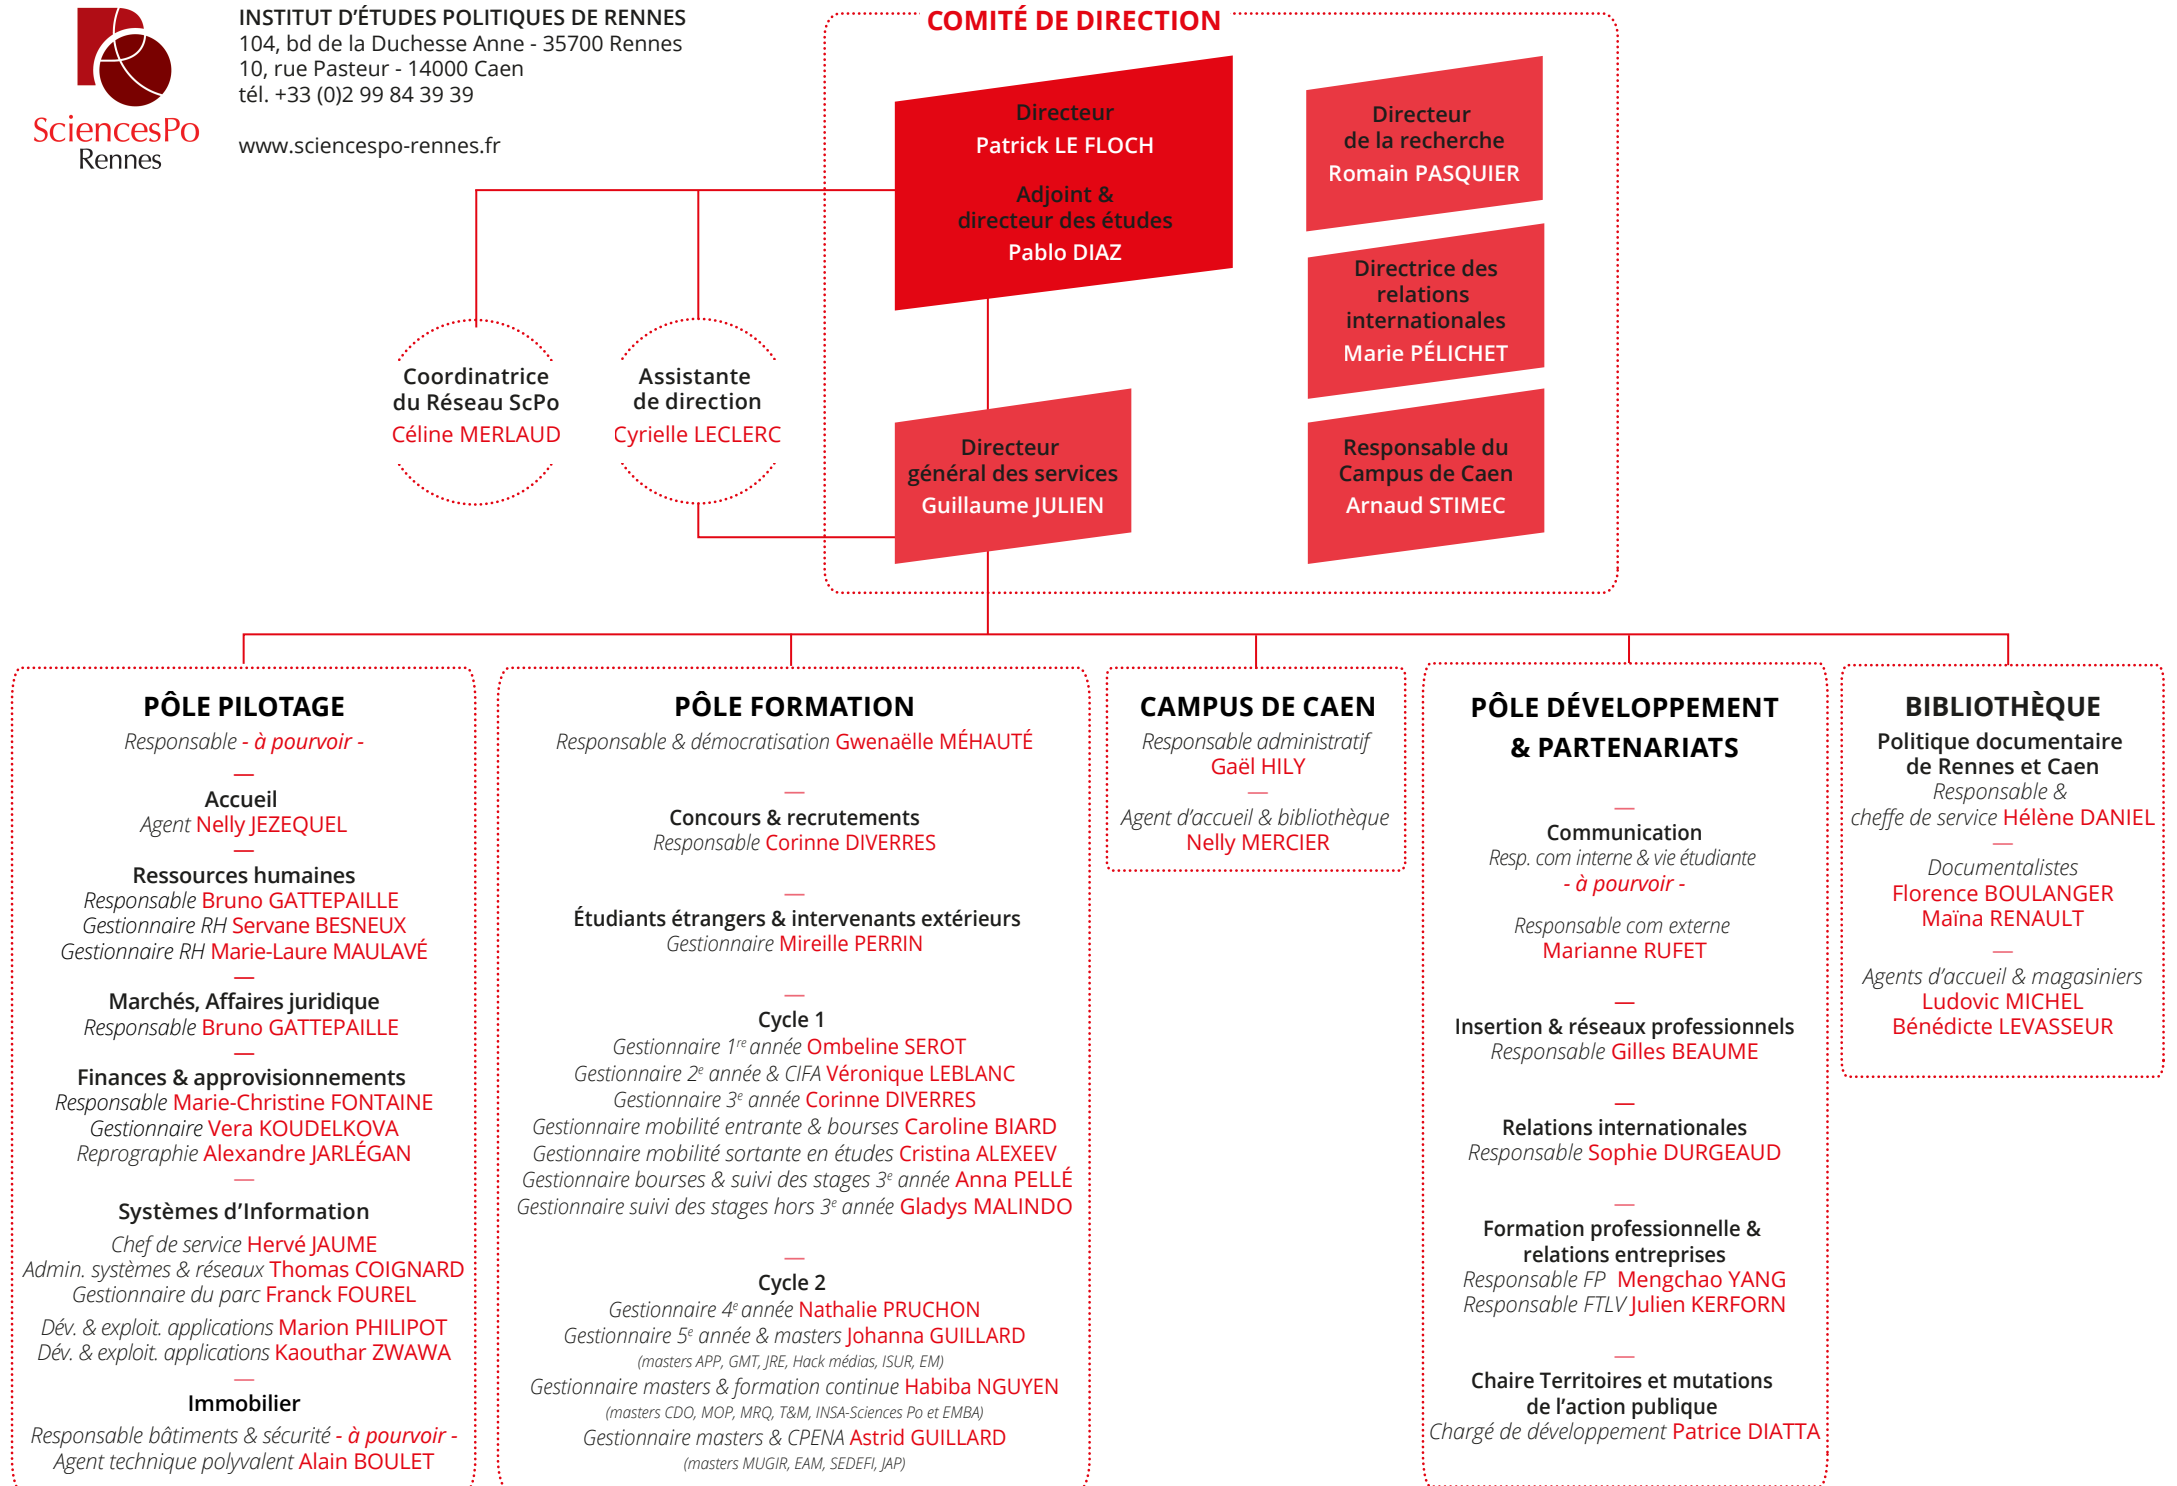 SciencesPo
Rennes
INSTITUT D’ÉTUDES POLITIQUES DE RENNES
104, bd de la Duchesse Anne - 35700 Rennes
10, rue Pasteur - 14000 Caen
tél. +33 (0)2 99 84 39 39
www.sciencespo-rennes.fr
COMITÉ DE DIRECTION
Directeur
Patrick LE FLOCH
Adjoint &
directeur des études
Pablo DIAZ
Directeur
de la recherche
Romain PASQUIER
Directrice des
relations
internationales
Marie PÉLICHET
Coordinatrice
du Réseau ScPo
Céline MERLAUD
Assistante
de direction
Cyrielle LECLERC
Directeur
général des services
Guillaume JULIEN
Responsable du
Campus de Caen
Arnaud STIMEC
PÔLE PILOTAGE
Responsable - à pourvoir -
—
Accueil
Agent Nelly JEZEQUEL
—
Ressources humaines
Responsable Bruno GATTEPAILLE
Gestionnaire RH Servane BESNEUX
Gestionnaire RH Marie-Laure MAULAVÉ
—
Marchés, Affaires juridique
Responsable Bruno GATTEPAILLE
—
Finances & approvisionnements
Responsable Marie-Christine FONTAINE
Gestionnaire Vera KOUDELKOVA
Reprographie Alexandre JARLÉGAN
—
Systèmes d’Information
Chef de service Hervé JAUME
Admin. systèmes & réseaux Thomas COIGNARD
Gestionnaire du parc Franck FOUREL
Dév. & exploit. applications Marion PHILIPOT
Dév. & exploit. applications Kaouthar ZWAWA
—
Immobilier
Responsable bâtiments & sécurité - à pourvoir -
Agent technique polyvalent Alain BOULET
PÔLE FORMATION
Responsable & démocratisation Gwenaëlle MÉHAUTÉ
—
Concours & recrutements
Responsable Corinne DIVERRES
—
Étudiants étrangers & intervenants extérieurs
Gestionnaire Mireille PERRIN
—
Cycle 1
Gestionnaire 1re année Ombeline SEROT
Gestionnaire 2e année & CIFA Véronique LEBLANC
Gestionnaire 3e année Corinne DIVERRES
Gestionnaire mobilité entrante & bourses Caroline BIARD
Gestionnaire mobilité sortante en études Cristina ALEXEEV
Gestionnaire bourses & suivi des stages 3e année Anna PELLÉ
Gestionnaire suivi des stages hors 3e année Gladys MALINDO
—
Cycle 2
Gestionnaire 4e année Nathalie PRUCHON
Gestionnaire 5e année & masters Johanna GUILLARD
(masters APP, GMT, JRE, Hack médias, ISUR, EM)
Gestionnaire masters & formation continue Habiba NGUYEN
(masters CDO, MOP, MRQ, T&M, INSA-Sciences Po et EMBA)
Gestionnaire masters & CPENA Astrid GUILLARD
(masters MUGIR, EAM, SEDEFI, JAP)
CAMPUS DE CAEN
Responsable administratif
Gaël HILY
—
Agent d’accueil & bibliothèque
Nelly MERCIER
PÔLE DÉVELOPPEMENT
& PARTENARIATS
—
Communication
Resp. com interne & vie étudiante
- à pourvoir -
Responsable com externe
Marianne RUFET
—
Insertion & réseaux professionnels
Responsable Gilles BEAUME
—
Relations internationales
Responsable Sophie DURGEAUD
—
Formation professionnelle &
relations entreprises
Responsable FP Mengchao YANG
Responsable FTLV Julien KERFORN
—
Chaire Territoires et mutations
de l’action publique
Chargé de développement Patrice DIATTA
BIBLIOTHÈQUE
Politique documentaire
de Rennes et Caen
Responsable &
cheffe de service Hélène DANIEL
—
Documentalistes
Florence BOULANGER
Maïna RENAULT
—
Agents d’accueil & magasiniers
Ludovic MICHEL
Bénédicte LEVASSEUR